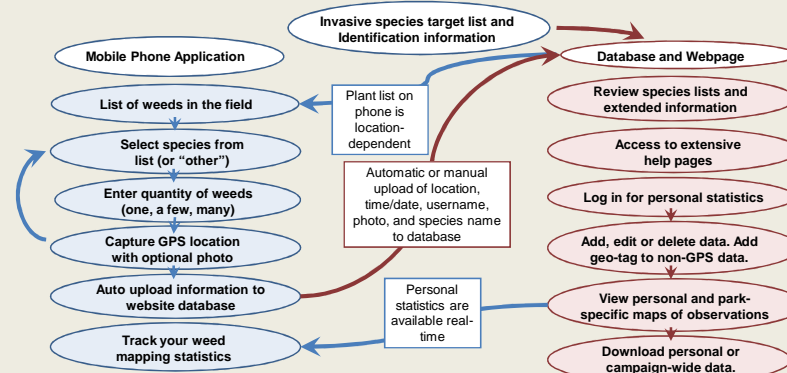 Invasive species target list and
Identification information
Mobile Phone Application
Database and Webpage
List of weeds in the field
Plant list on
phone is
location-
dependent
Review species lists and
extended information
Select species from
list (or “other”)
Access to extensive
help pages
Automatic or manual
upload of location,
time/date, username,
photo, and species name
to database
Enter quantity of weeds
(one, a few, many)
Log in for personal statistics
Capture GPS location
with optional photo
Add, edit or delete data. Add
geo-tag to non-GPS data.
Auto upload information to
website database
Personal
statistics are
available real-
time
View personal and park-
specific maps of observations
Track your weed
mapping statistics
Download personal or
campaign-wide data.